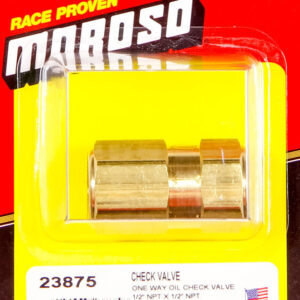 RACE PROVEN
MOROSO
23875
CHECK VALVE
ONE WAY OIL CHECK VALVE
1/2" NPT X 1/2" NPT